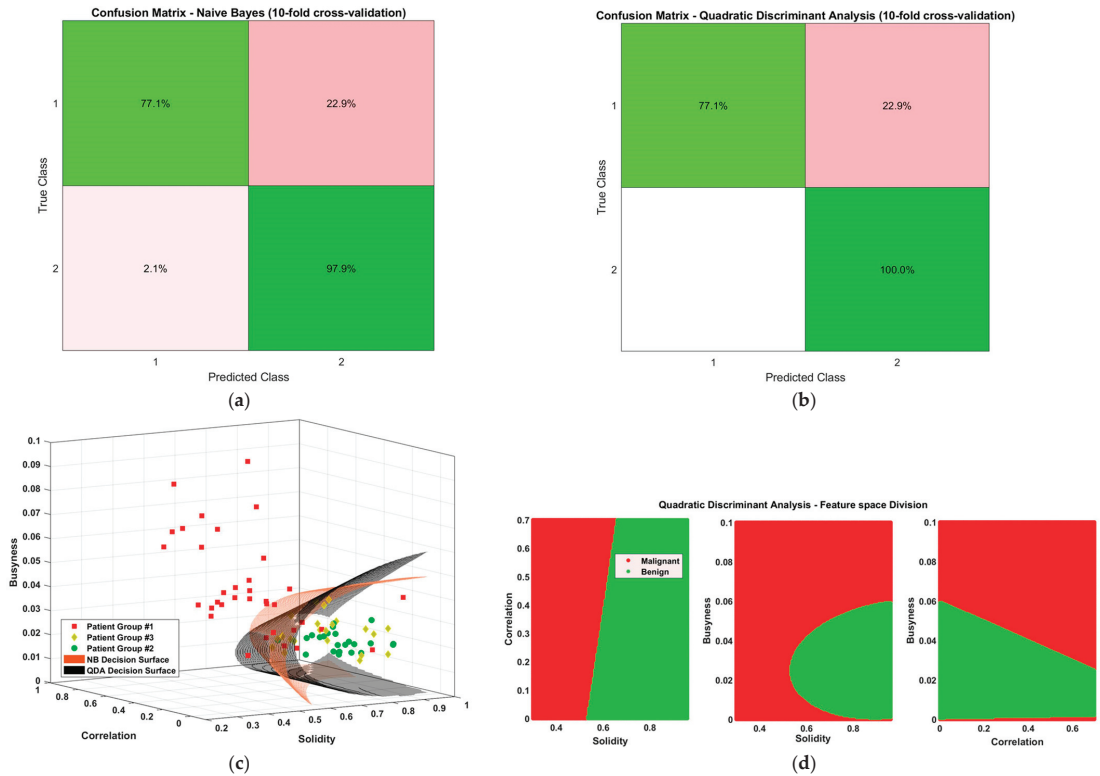 Confusion Matrix - Naive Bayes (10-fold cross-validation)
1
77.1%
22.9%
True Class
2
2.1%
97.9%
1
2
Predicted Class
(a)
Confusion Matrix - Quadratic Discriminant Analysis (10-fold cross-validation)
1
77.1%
22.9%
True Class
2
100.0%
1
2
Predicted Class
(b)
0.1
0.09
0.08
0.07
0.06
0.05
0.04
0.03
0.02
0.01
0
Busyness
Patient Group #1
Patient Group #3
Patient Group #2
NB Decision Surface
QDA Decision Surface
1
0.8
0.6
0.4
0.2
0
Correlation
0.2
0.3
0.4
0.5
0.6
0.7
0.8
0.9
1
Solidity
(c)
Quadratic Discriminant Analysis - Feature space Division
0.7
0.6
0.5
0.4
0.3
0.2
0.1
0
Correlation
Malignant
Benign
0.4
0.6
0.8
Solidity
0.1
0.08
0.06
0.04
0.02
0
Busyness
0.4
0.6
0.8
Solidity
0.1
0.08
0.06
0.04
0.02
0
Busyness
0
0.2
0.4
0.6
Correlation
(d)